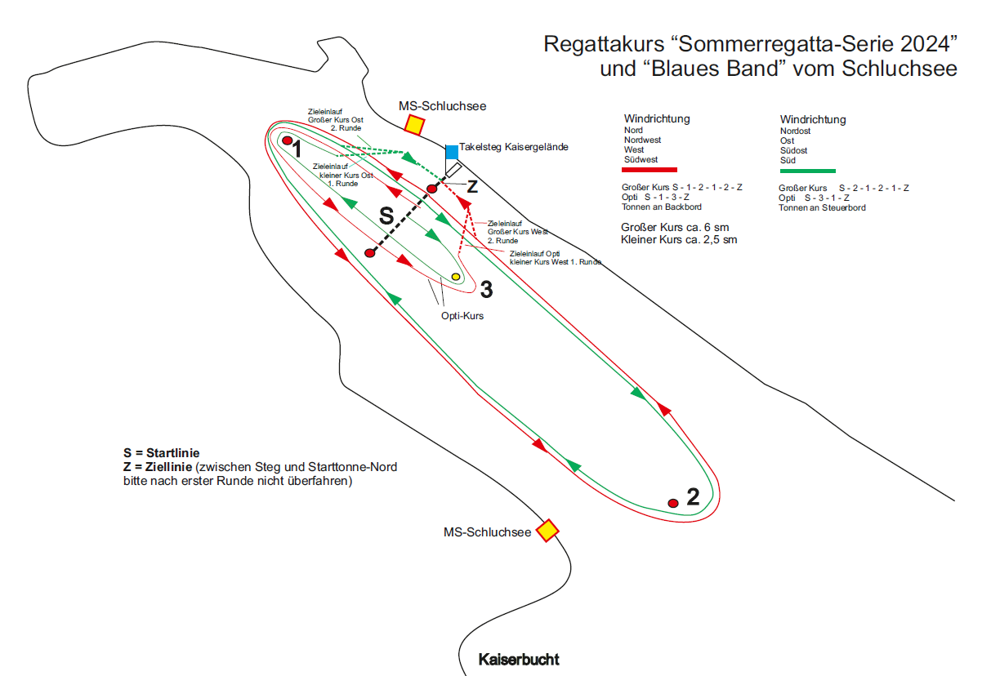 Regattakurs “Sommerregatta-Serie 2024”
und “Blaues Band” vom Schluchsee
MS-Schluchsee
Zieleinlauf
Großer Kurs Ost
2. Runde
Takelsteg Kaisergelände
1
Zieleinlauf
kleiner Kurs Ost
1. Runde
Z
S
Zieleinlauf
Großer Kurs West
2. Runde
Zieleinlauf Opti
kleiner Kurs West 1. Runde
3
Opti-Kurs
Windrichtung
Nord
Nordwest
West
Südwest
Großer Kurs S - 1 - 2 - 1 - 2 - Z
Opti S - 1 - 3 - Z
Tonnen an Backbord
Großer Kurs ca. 6 sm
Kleiner Kurs ca. 2,5 sm
Windrichtung
Nordost
Ost
Südost
Süd
Großer Kurs S - 2 - 1 - 2 - 1 - Z
Opti S - 3 - 1 - Z
Tonnen an Steuerbord
S = Startlinie
Z = Ziellinie (zwischen Steg und Starttonne-Nord
bitte nach erster Runde nicht überfahren)
2
MS-Schluchsee
Kaiserbucht